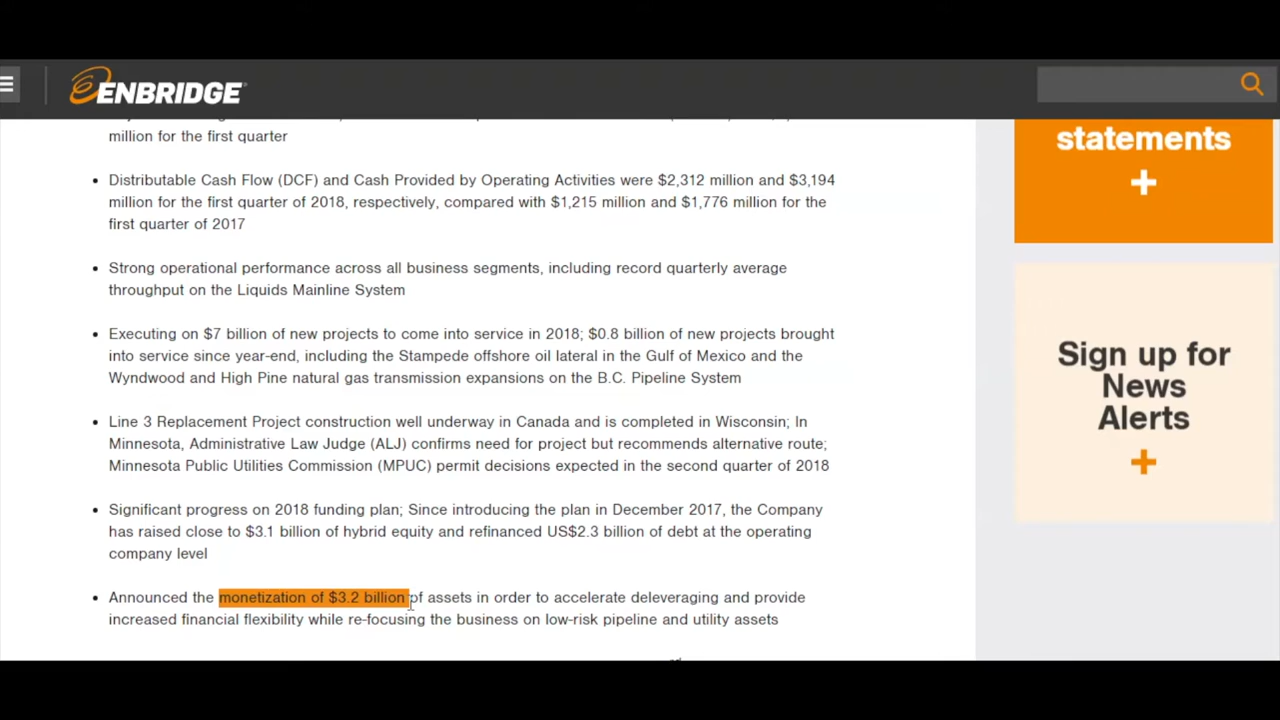 ENBRIDGE
million for the first quarter
• Distributable Cash Flow (DCF) and Cash Provided by Operating Activities were $2,312 million and $3,194
million for the first quarter of 2018, respectively, compared with $1,215 million and $1,776 million for the
first quarter of 2017
• Strong operational performance across all business segments, including record quarterly average
throughput on the Liquids Mainline System
• Executing on $7 billion of new projects to come into service in 2018; $0.8 billion of new projects brought
into service since year-end, including the Stampede offshore oil lateral in the Gulf of Mexico and the
Wyndwood and High Pine natural gas transmission expansions on the B.C. Pipeline System
• Line 3 Replacement Project construction well underway in Canada and is completed in Wisconsin; In
Minnesota, Administrative Law Judge (ALJ) confirms need for project but recommends alternative route;
Minnesota Public Utilities Commission (MPUC) permit decisions expected in the second quarter of 2018
• Significant progress on 2018 funding plan; Since introducing the plan in December 2017, the Company
has raised close to $3.1 billion of hybrid equity and refinanced US$2.3 billion of debt at the operating
company level
• Announced the monetization of $3.2 billion of assets in order to accelerate deleveraging and provide
increased financial flexibility while re-focusing the business on low-risk pipeline and utility assets
statements
+
Sign up for
News
Alerts
+